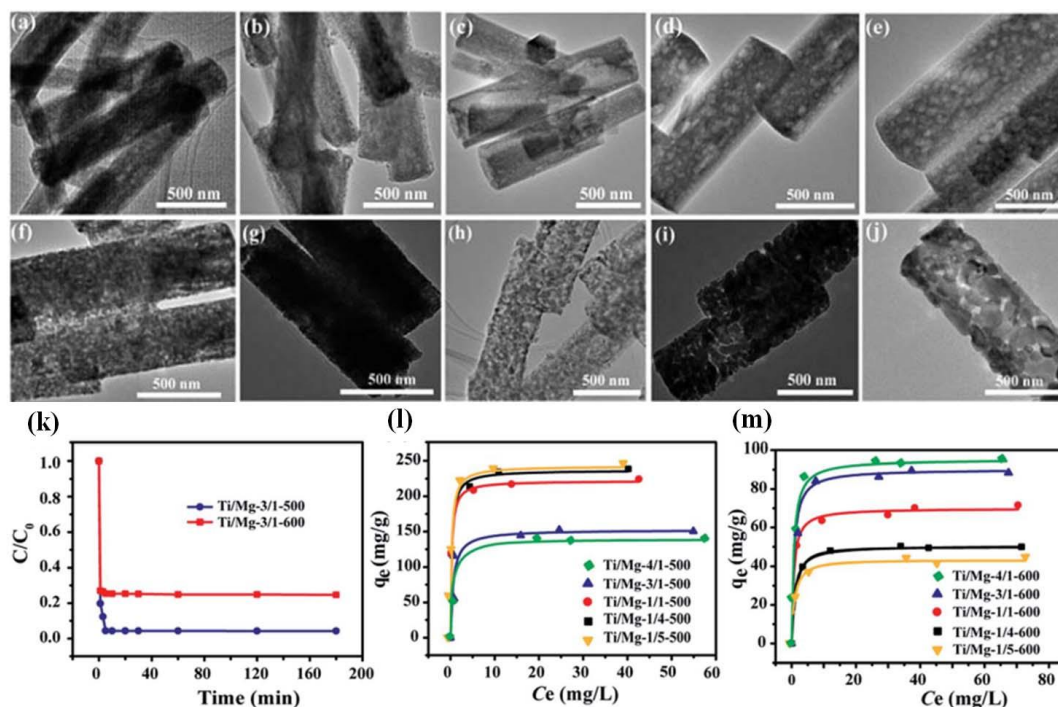 (a) (b) (c) (d) (e)
500 nm 500 nm 500 nm 500 nm 500 nm
(f) (g) (h) (i) (j)
500 nm 500 nm 500 nm 500 nm 500 nm
(k)
1.0
0.8
0.6
0.4
0.2
0.0
C/C0
Ti/Mg-3/1-500
Ti/Mg-3/1-600
0 40 80 120 160 200
Time (min)
(l)
250
200
150
100
50
0
qe (mg/g)
Ti/Mg-4/1-500
Ti/Mg-3/1-500
Ti/Mg-1/1-500
Ti/Mg-1/4-500
Ti/Mg-1/5-500
0 10 20 30 40 50 60
Ce (mg/L)
(m)
100
80
60
40
20
0
qe (mg/g)
Ti/Mg-4/1-600
Ti/Mg-3/1-600
Ti/Mg-1/1-600
Ti/Mg-1/4-600
Ti/Mg-1/5-600
0 20 40 60 80
Ce (mg/L)